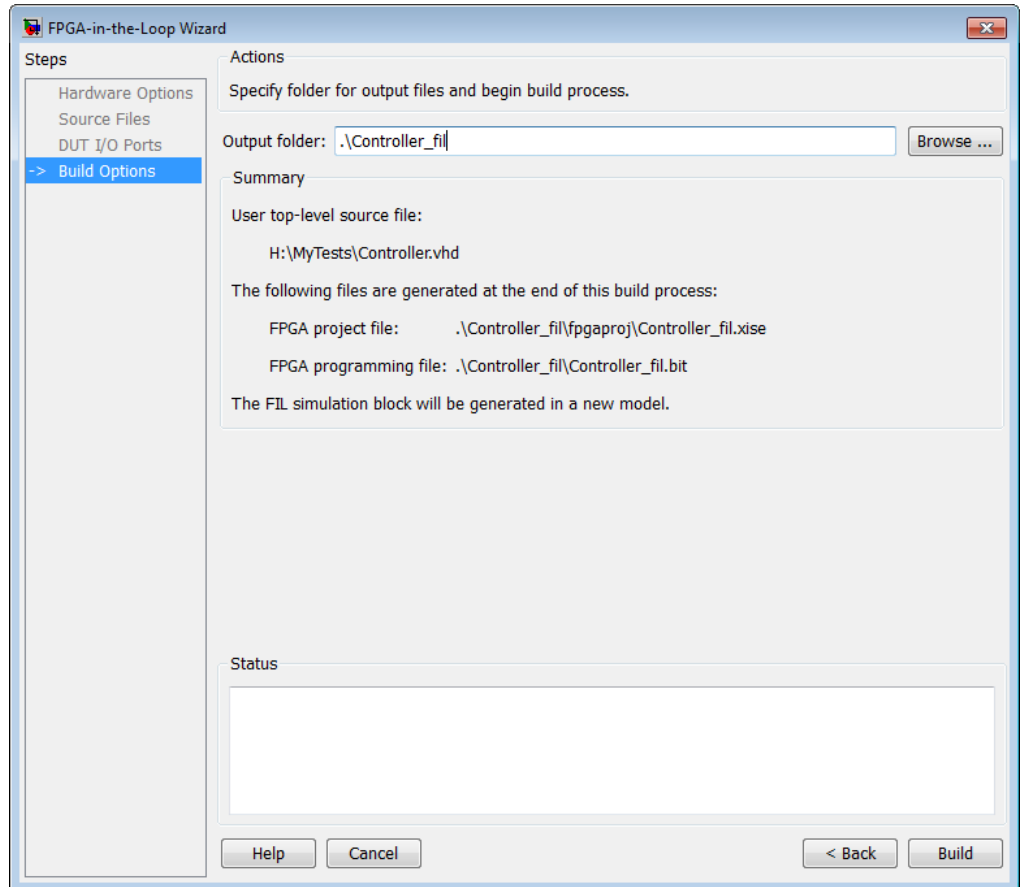 FPGA-in-the-Loop Wizard
Steps
Hardware Options
Source Files
DUT I/O Ports
-> Build Options
Actions
Specify folder for output files and begin build process.
Output folder: .\Controller_fil Browse ...
Summary
User top-level source file:
H:\MyTests\Controller.vhd
The following files are generated at the end of this build process:
FPGA project file: .\Controller_fil\fpgaproj\Controller_fil.xise
FPGA programming file: .\Controller_fil\Controller_fil.bit
The FIL simulation block will be generated in a new model.
Status
Help Cancel < Back Build